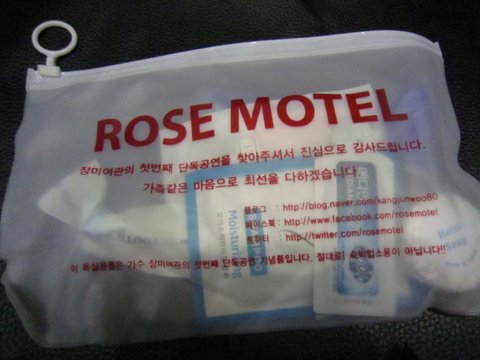 ROSE MOTEL
장미여관의 첫번째 단독공연을 찾아주셔서 진심으로 감사드립니다.
가족같은 마음으로 최선을 다하겠습니다.
블로그 : http://blog.naver.com/kangjunwoo80
페이스북 : http://www.facebook.com/rosemotel
트위터 : http://twitter.com/rosemotel
이 욕실용품은 가수 장미여관의 첫번째 단독공연 기념품입니다. 절대로! 숙박업소용이 아닙니다!!
Moisturizing
Soap